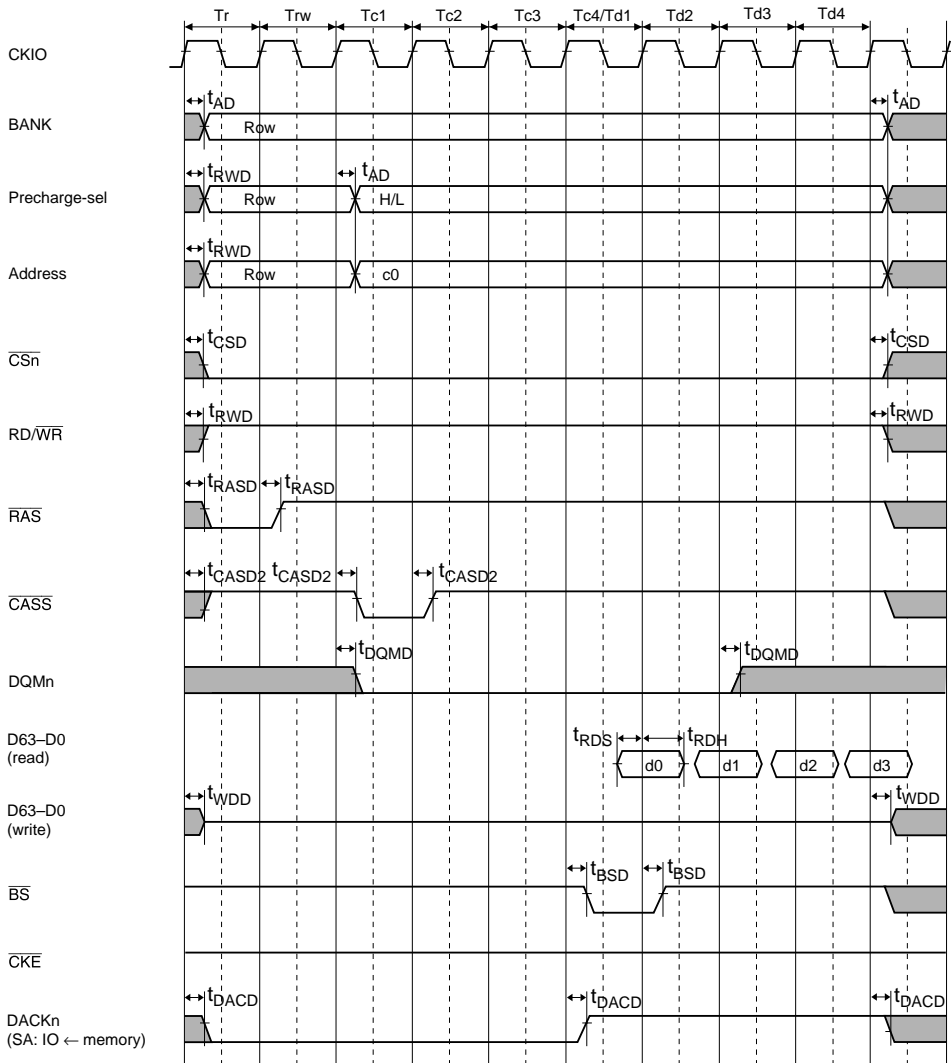 Tr Trw Tc1 Tc2 Tc3 Tc4/Td1 Td2 Td3 Td4
CKIO
tAD tAD
BANK Row
tRWD tAD
Precharge-sel Row H/L
tRWD
Address Row c0
tCSD tCSD
CSn
tRWD tRWD
RD/WR
tRASD tRASD
RAS
tCASD2 tCASD2 tCASD2
CASS
tDQMD tDQMD
DQMn
tRDS tRDH
D63–D0
(read)
d0 d1 d2 d3
tWDD tWDD
D63–D0
(write)
tBSD tBSD
BS
CKE
tDACD tDACD tDACD
DACKn
(SA: IO ← memory)